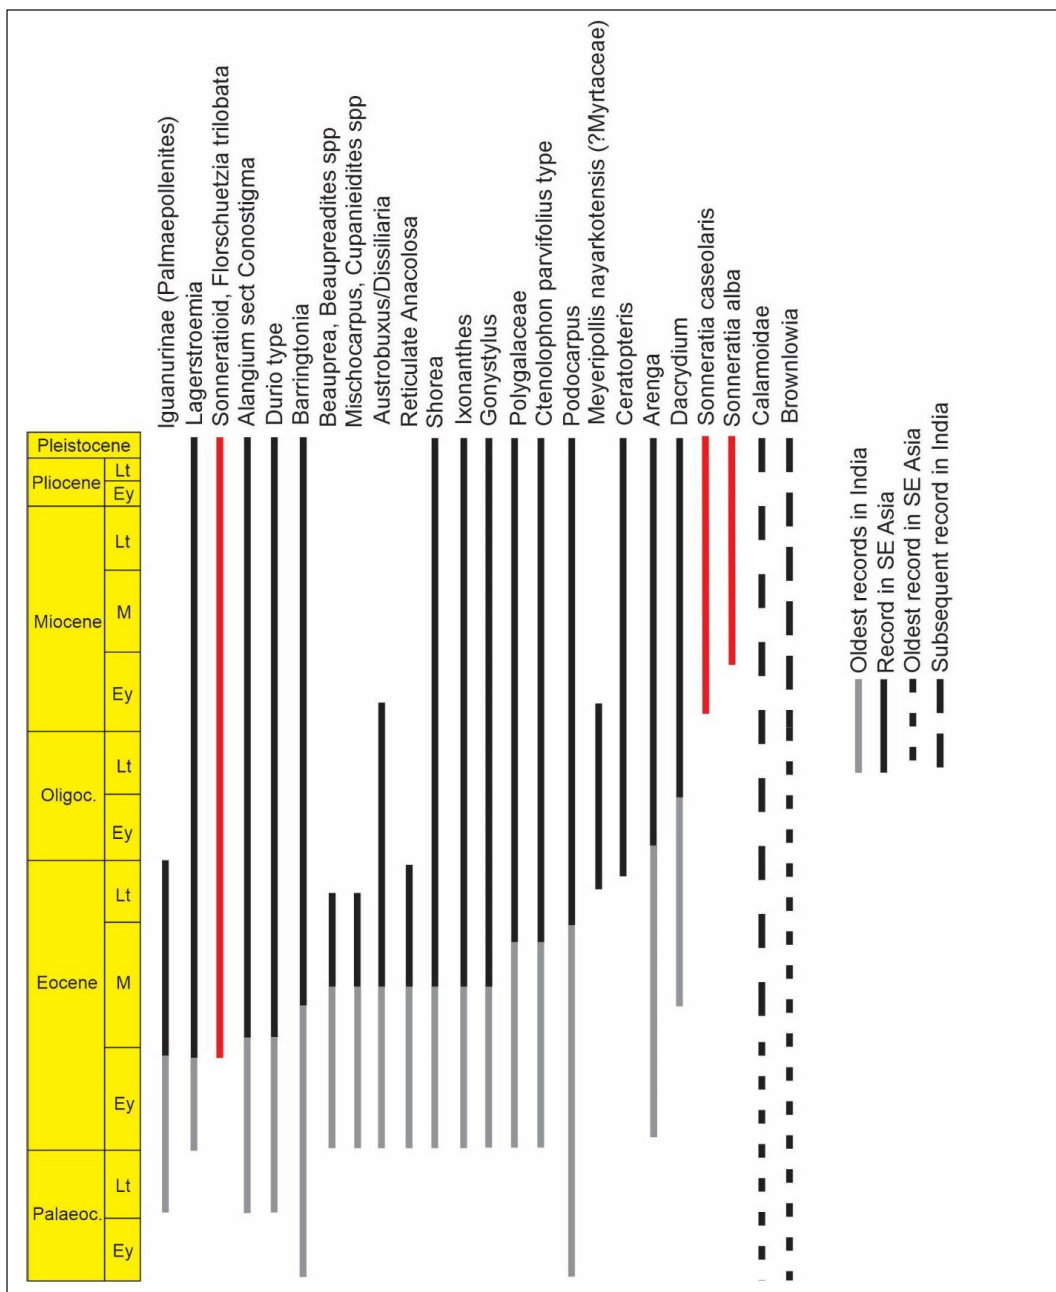 Iguanurinae (Palmaepollenites)
Lagerstroemia
Sonneratioid, Florschuetzia trilobata
Alangium sect Conostigma
Durio type
Barringtonia
Beauprea, Beaupreadites spp
Mischocarpus, Cupanieidites spp
Austrobuxus/Dissiliaria
Reticulate Anacolosa
Shorea
Ixonanthes
Gonystylus
Polygalaceae
Ctenolophon parvifolius type
Podocarpus
Meyeripollis nayarkotensis (?Myrtaceae)
Ceratopteris
Arenga
Dacrydium
Sonneratia caseolaris
Sonneratia alba
Calamoidae
Brownlowia
Pleistocene
Pliocene
Lt
Ey
Miocene
Lt
M
Ey
Oligoc.
Lt
Ey
Eocene
Lt
M
Ey
Palaeoc.
Lt
Ey
Oldest records in India
Record in SE Asia
Oldest record in SE Asia
Subsequent record in India